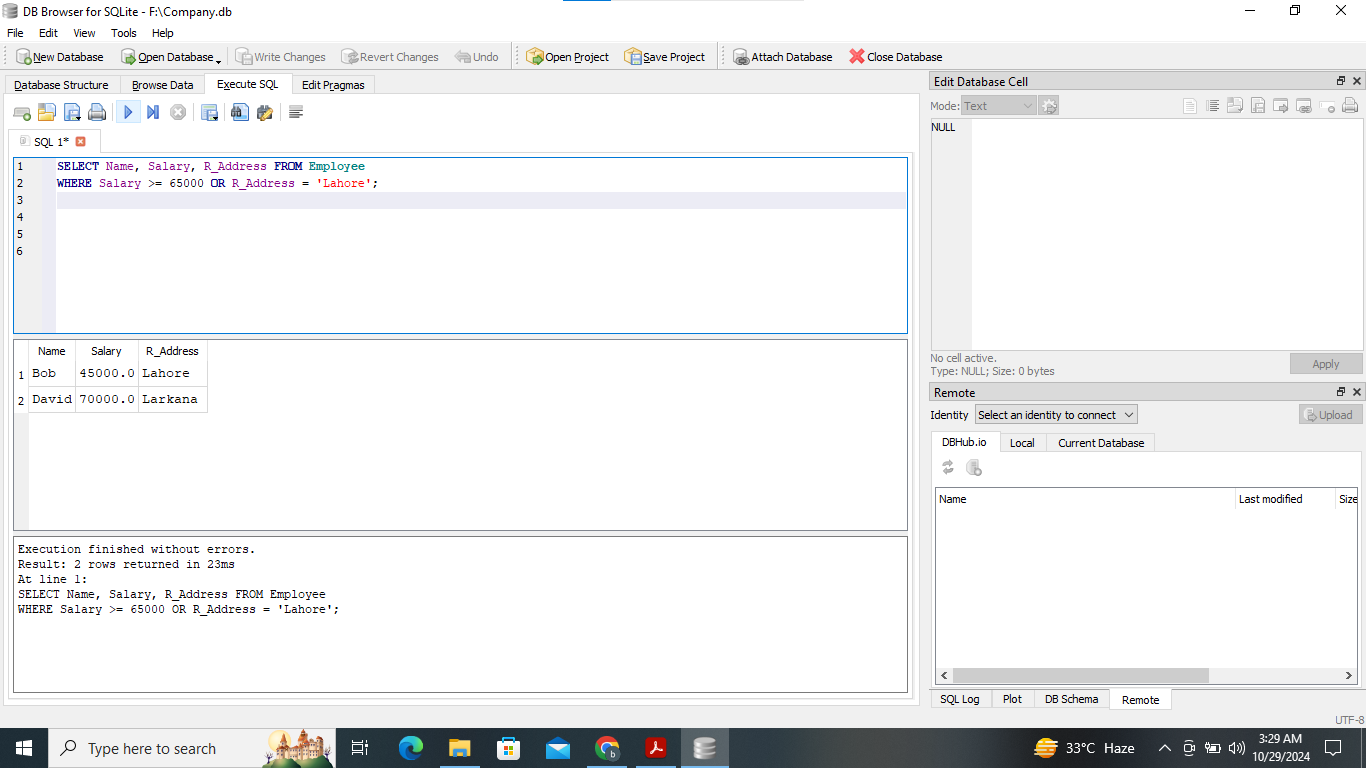 DB Browser for SQLite - F:\Company.db
File Edit View Tools Help
New Database Open Database Write Changes Revert Changes Undo Open Project Save Project Attach Database Close Database
Database Structure Browse Data Execute SQL Edit Pragmas
SQL 1*
1 SELECT Name, Salary, R_Address FROM Employee
2 WHERE Salary >= 65000 OR R_Address = 'Lahore';
3
4
5
6
Name Salary R_Address
1 Bob 45000.0 Lahore
2 David 70000.0 Larkana
Execution finished without errors.
Result: 2 rows returned in 23ms
At line 1:
SELECT Name, Salary, R_Address FROM Employee
WHERE Salary >= 65000 OR R_Address = 'Lahore';
Edit Database Cell
Mode: Text
NULL
No cell active.
Type: NULL; Size: 0 bytes
Apply
Remote
Identity Select an identity to connect Upload
DBHub.io Local Current Database
Name Last modified Size
SQL Log Plot DB Schema Remote
UTF-8
Type here to search
33°C Haze
3:29 AM
10/29/2024